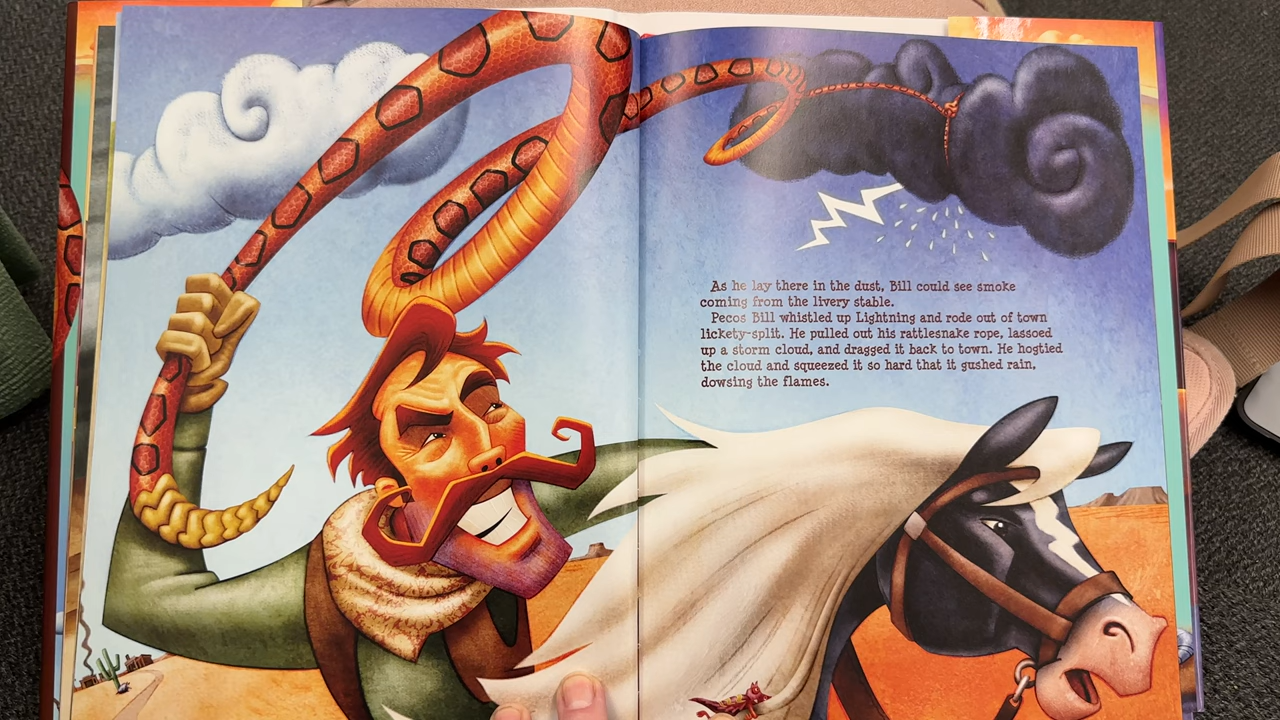 As he lay there in the dust, Bill could see smoke
coming from the livery stable.
Pecos Bill whistled up Lightning and rode out of town
lickety-split. He pulled out his rattlesnake rope, lassoed
up a storm cloud, and dragged it back to town. He hogtied
the cloud and squeezed it so hard that it gushed rain,
dowsing the flames.